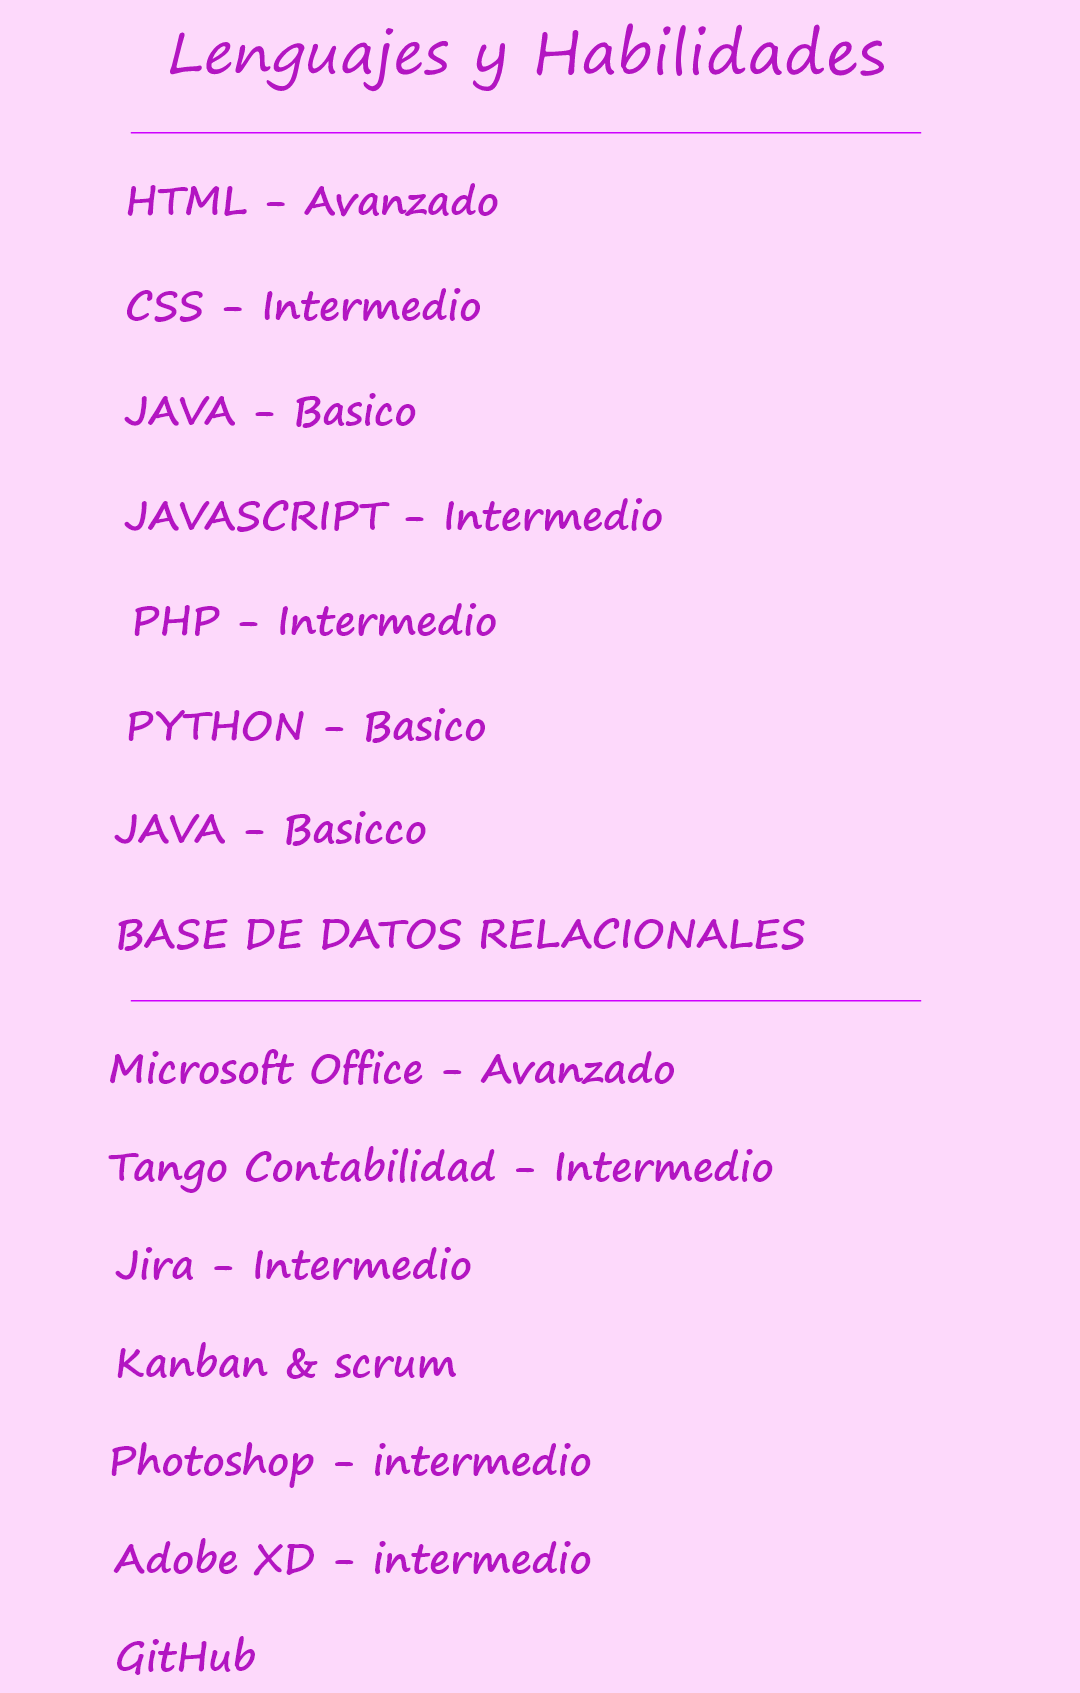 Lenguajes y Habilidades
HTML - Avanzado
CSS - Intermedio
JAVA - Basico
JAVASCRIPT - Intermedio
PHP - Intermedio
PYTHON - Basico
JAVA - Basicco
BASE DE DATOS RELACIONALES
Microsoft Office - Avanzado
Tango Contabilidad - Intermedio
Jira - Intermedio
Kanban & scrum
Photoshop - intermedio
Adobe XD - intermedio
GitHub